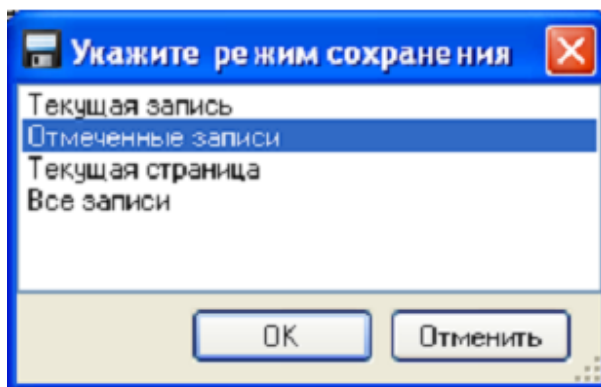 Укажите режим сохранения
Текущая запись
Отмеченные записи
Текущая страница
Все записи
OK
Отменить